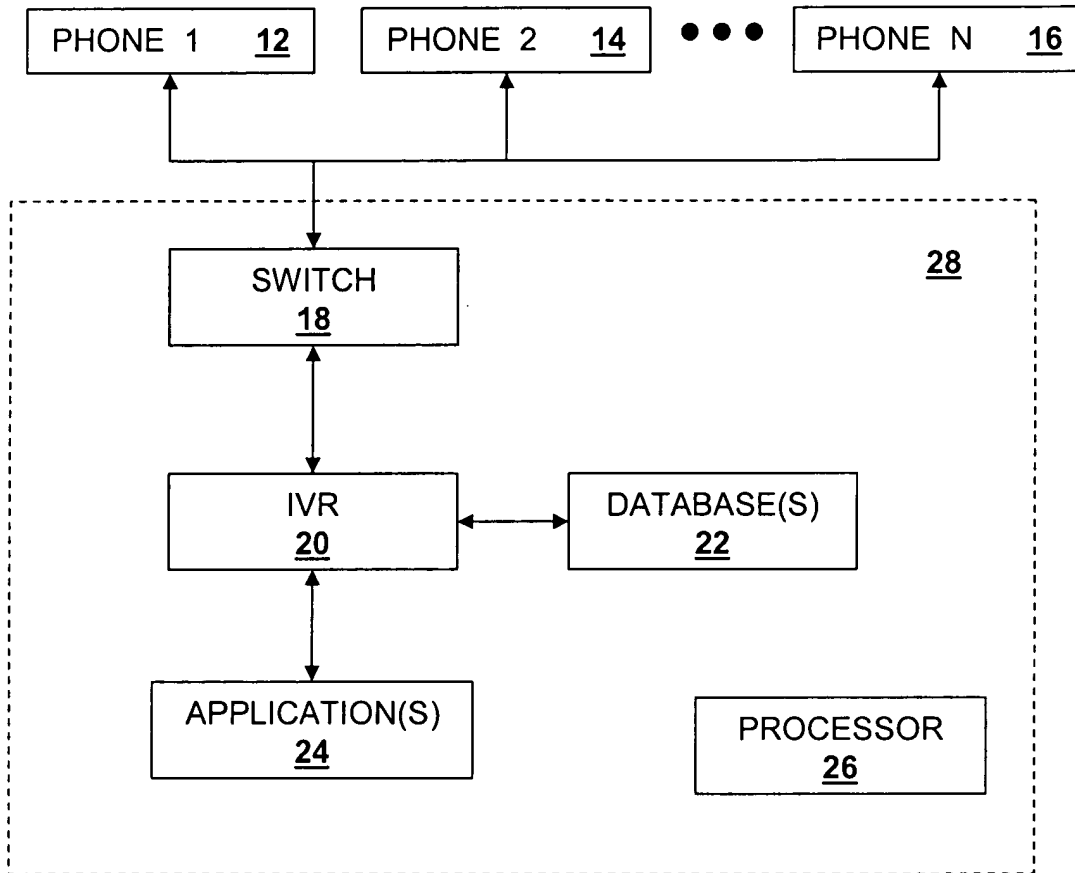 PHONE 1 12
PHONE 2 14
PHONE N 16
28
SWITCH
18
IVR
20
DATABASE(S)
22
APPLICATION(S)
24
PROCESSOR
26